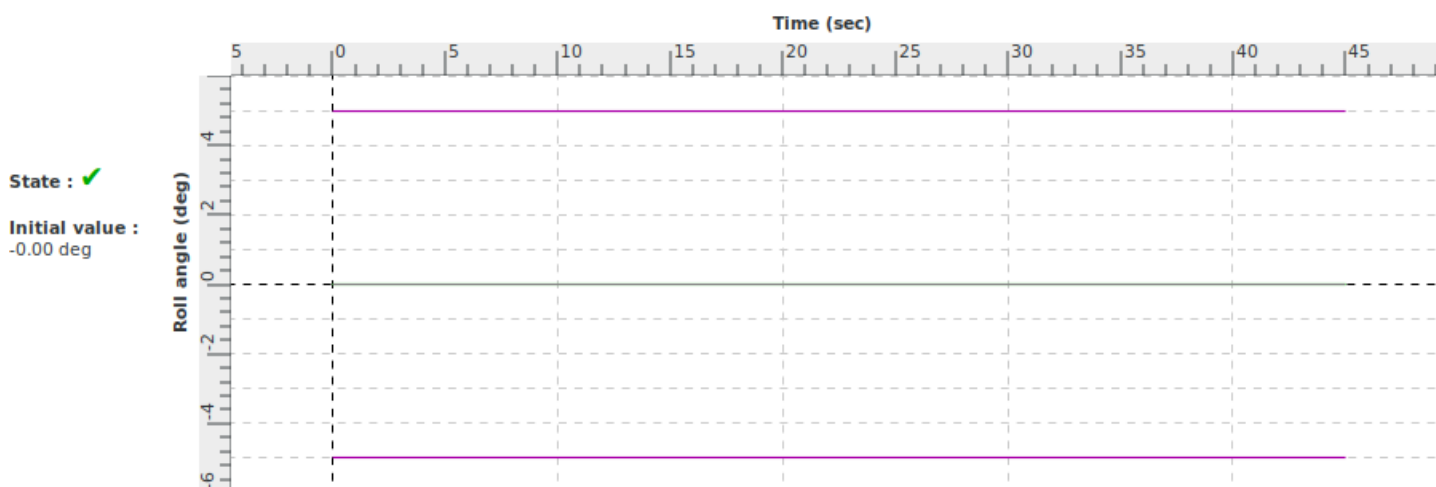 Time (sec)
5 0 5 10 15 20 25 30 35 40 45
State : ✔
Initial value :
-0.00 deg
Roll angle (deg)
4
2
0
-2
-4
-6